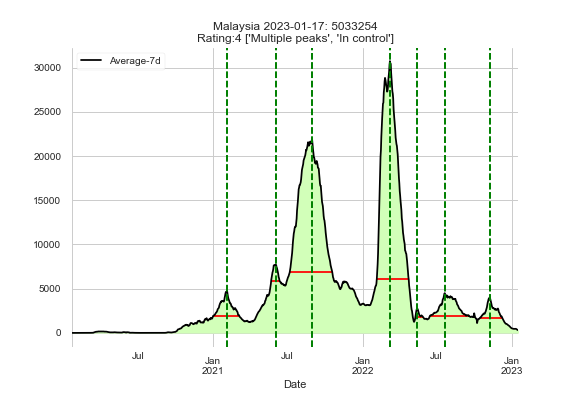 Malaysia 2023-01-17: 5033254
Rating:4 ['Multiple peaks', 'In control']
Average-7d
30000
25000
20000
15000
10000
5000
0
Jul
Jan
2021
Jul
Jan
2022
Jul
Jan
2023
Date